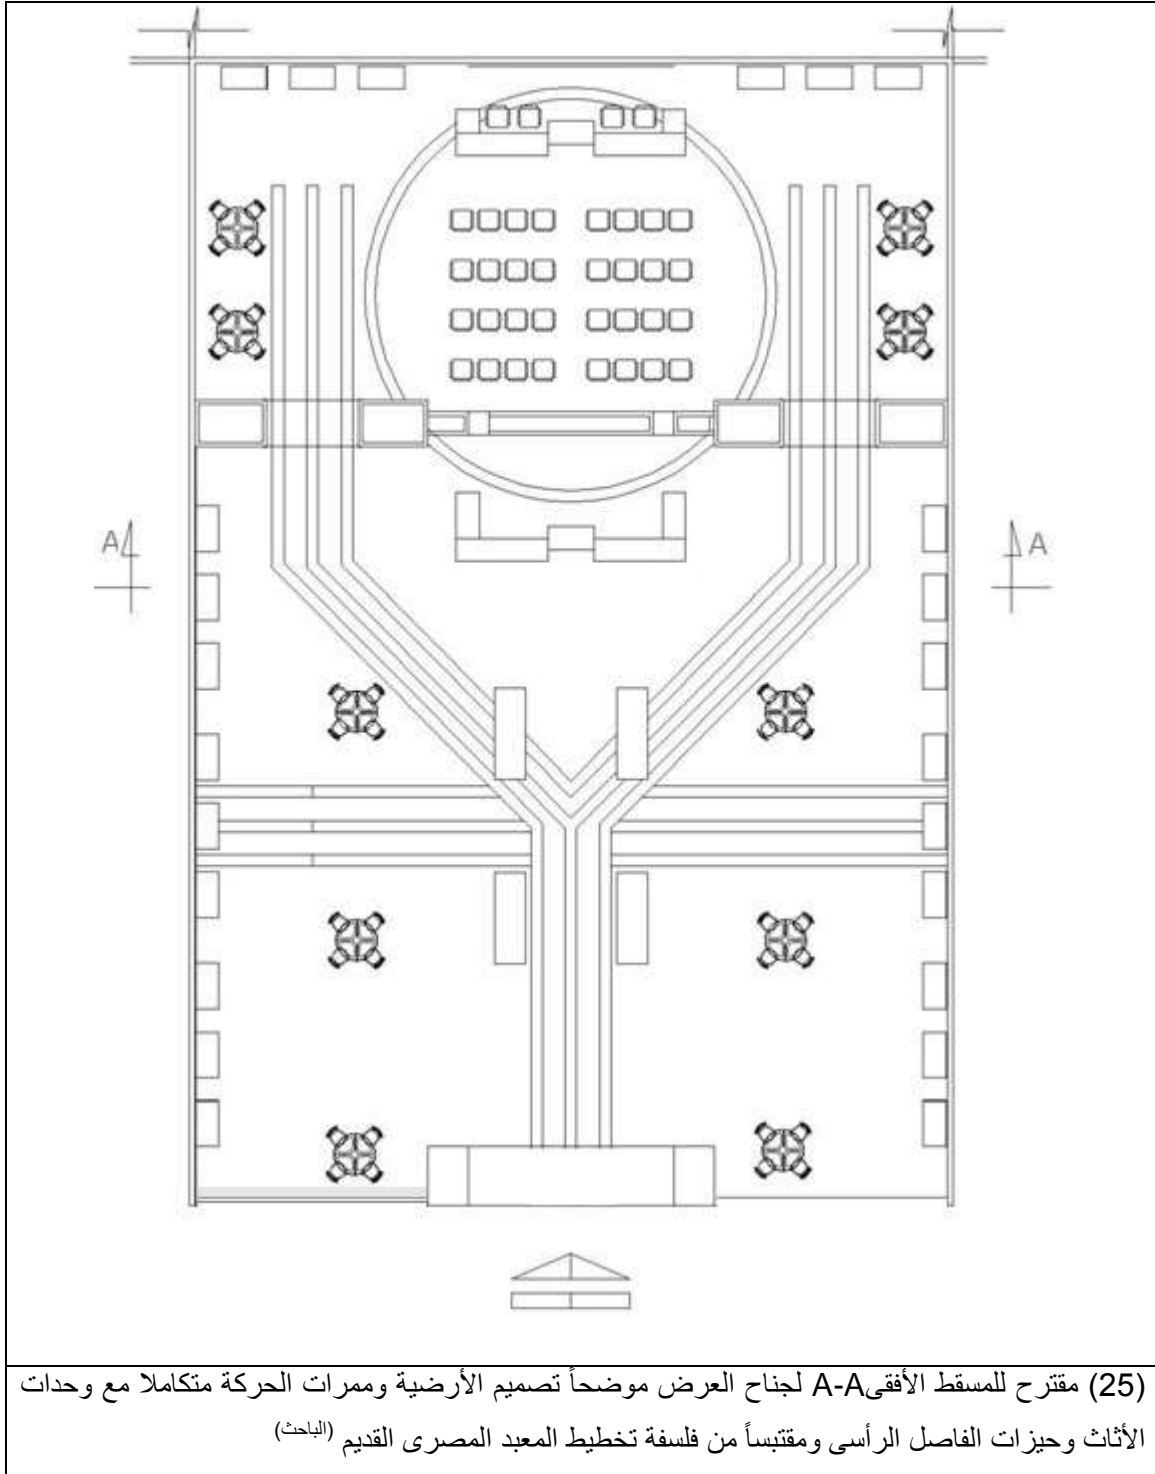 A
A
(25) مقترح للمسقط الأفقىA-A لجناح العرض موضحاً تصميم الأرضية وممرات الحركة متكاملا مع وحدات
الأثاث وحيزات الفاصل الرأسى ومقتبساً من فلسفة تخطيط المعبد المصرى القديم (الباحث)